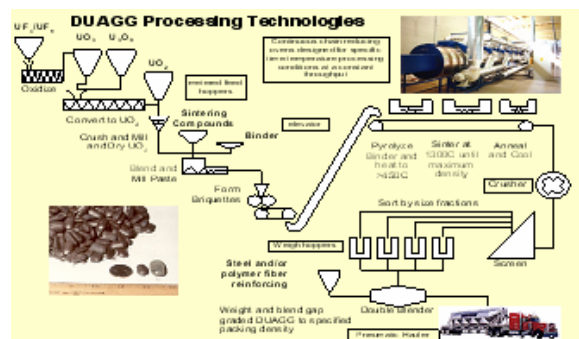 DUAGG Processing Technologies
UO₃
U₃O₈
Oxidize
UO₂
Convert to UO₂
Crush and Mill
and Dry UO₂
hoppers
Continuous chain reducing
ovens designed for specific
time temperature processing
conditions at a constant
throughput
Sintering
Compounds
Binder
elevator
Blend and
Mill Paste
Form
Briquettes
Pyrolyze
Binder and
heat to
Sinter at
1300C until
maximum
density
Anneal
and Cool
Crusher
Sort by size fractions
Weigh hoppers
Screen
Steel and/or
polymer fiber
reinforcing
Weight and blend gap
graded DUAGG to specified
packing density
Double Blender
Pneumatic Hauler